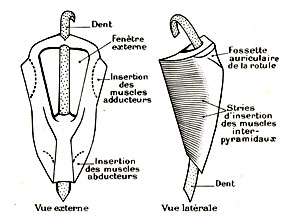 Dent
Fenêtre
externe
Insertion
des muscles
adducteurs
Insertion
des muscles
abducteurs
Vue externe
Fossette
auriculaire
de la rotule
Stries
d'insertion
des muscles
inter-
pyramidaux
Dent
Vue latérale